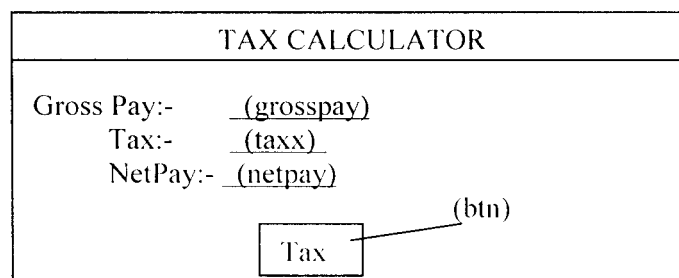 TAX CALCULATOR
Gross Pay:- (grosspay)
Tax:- (taxx)
NetPay:- (netpay)
(btn)
Tax